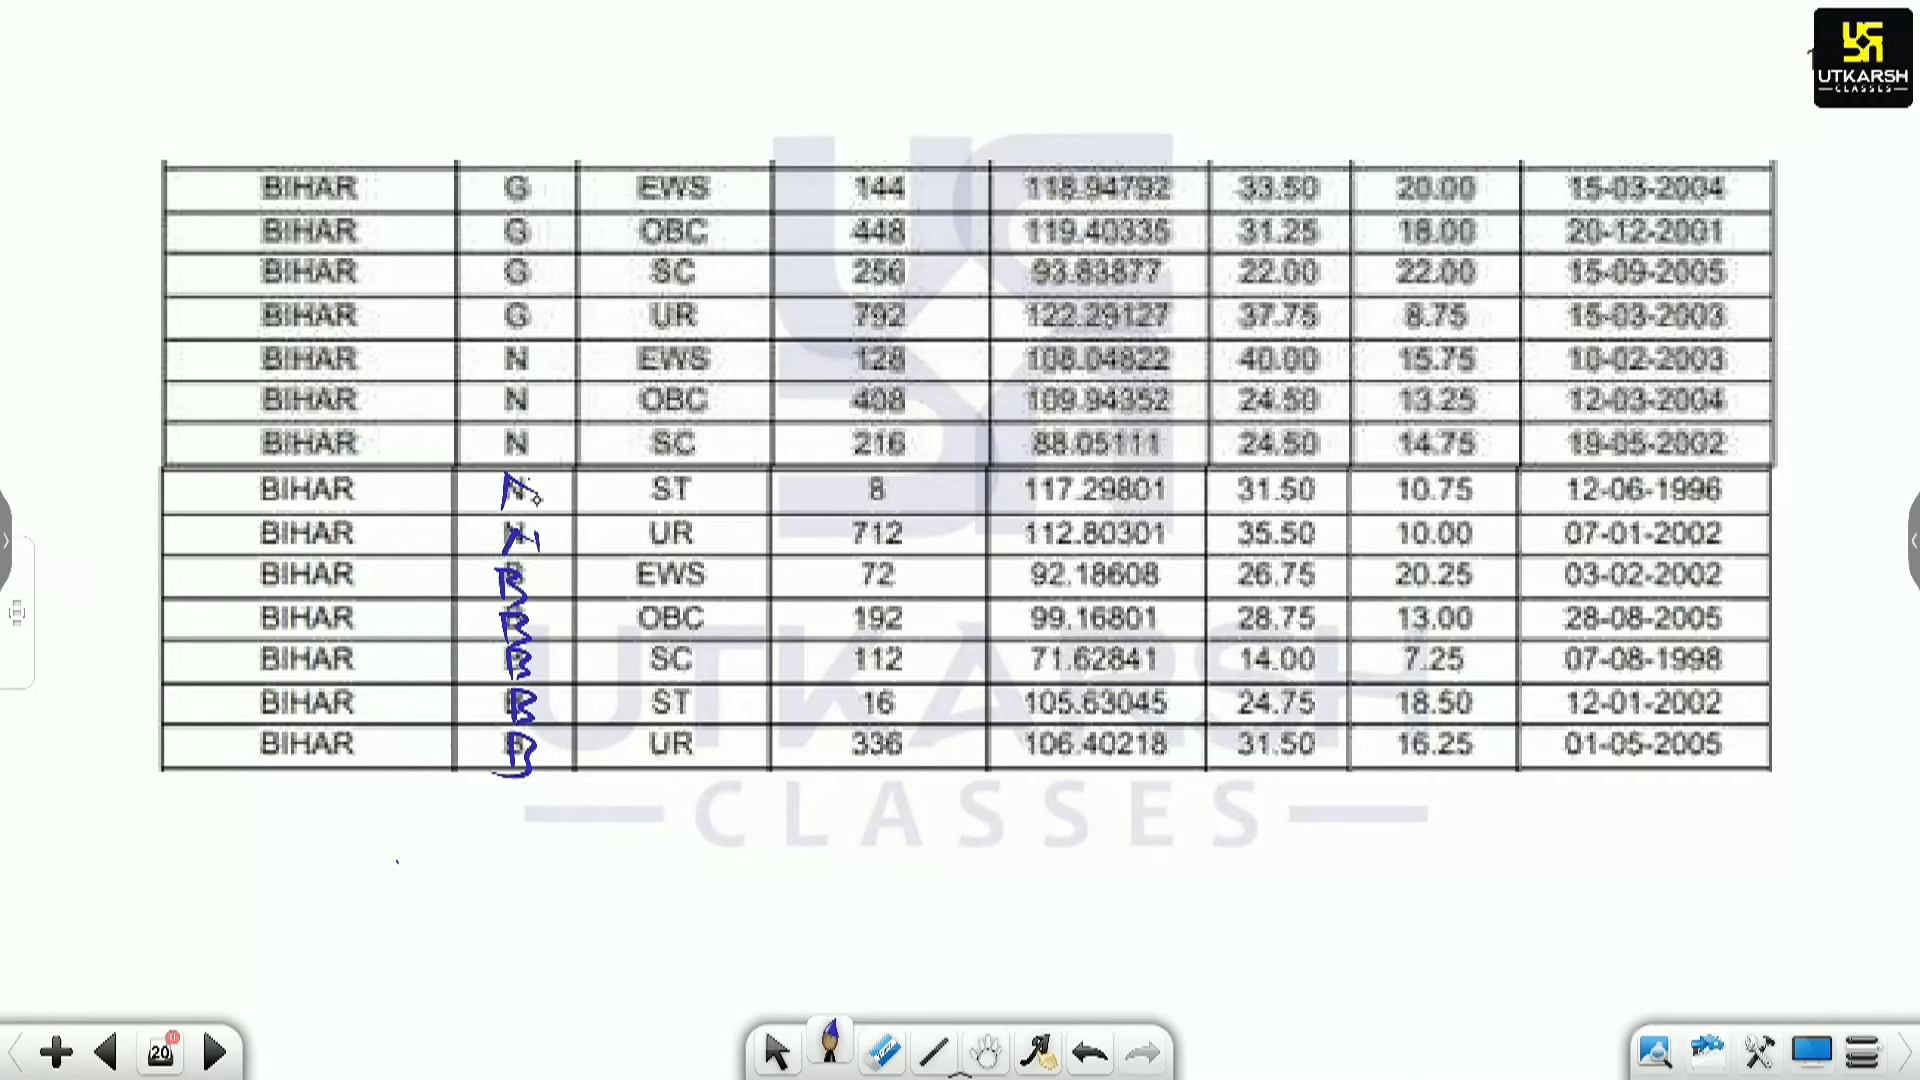 UTKARSH
CLASSES
BIHAR G EWS 144 118.94792 33.50 20.00 15-03-2004
BIHAR G OBC 448 119.40335 31.25 18.00 20-12-2001
BIHAR G SC 256 93.83877 22.00 22.00 15-09-2005
BIHAR G UR 792 122.29127 37.75 8.75 15-03-2003
BIHAR N EWS 128 108.04822 40.00 15.75 10-02-2003
BIHAR N OBC 408 109.94352 24.50 13.25 12-03-2004
BIHAR N SC 216 88.05111 24.50 14.75 19-05-2002
BIHAR N ST 8 117.29801 31.50 10.75 12-06-1996
BIHAR N UR 712 112.80301 35.50 10.00 07-01-2002
BIHAR B EWS 72 92.18608 26.75 20.25 03-02-2002
BIHAR B OBC 192 99.16801 28.75 13.00 28-08-2005
BIHAR B SC 112 71.62841 14.00 7.25 07-08-1998
BIHAR B ST 16 105.63045 24.75 18.50 12-01-2002
BIHAR B UR 336 106.40218 31.50 16.25 01-05-2005
UTKARSH
CLASSES
20